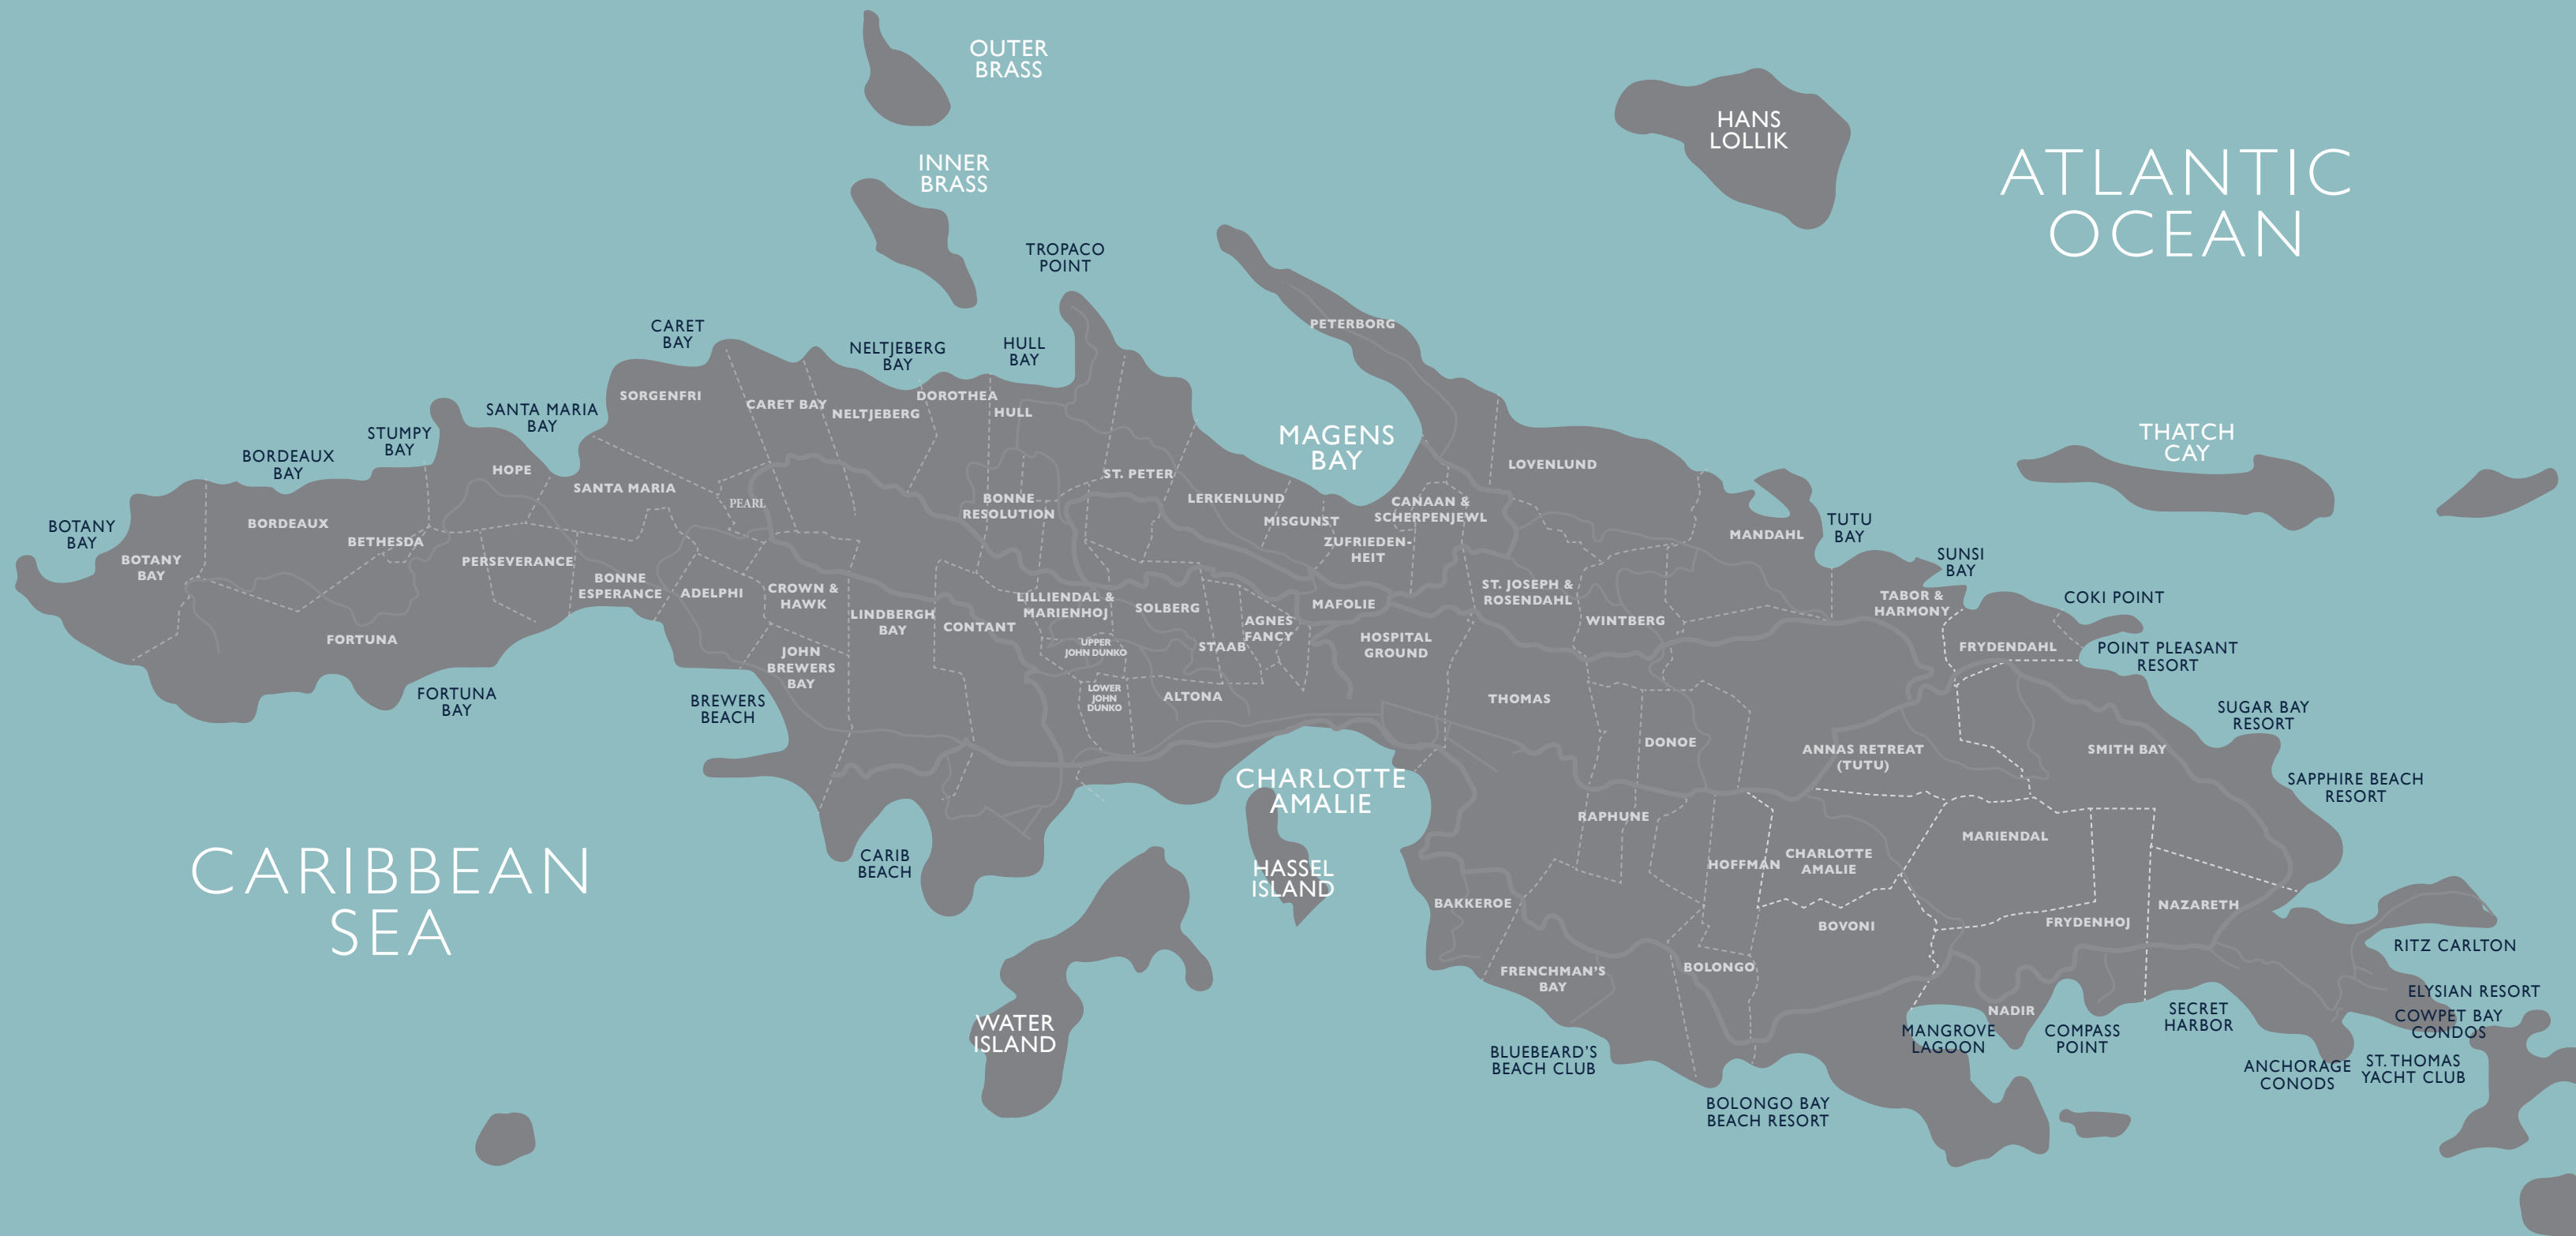 OUTER
BRASS
HANS
LOLLIK
INNER
BRASS
ATLANTIC
OCEAN
TROPACO
POINT
PETERBORG
CARET
BAY
NELTJEBERG
BAY
HULL
BAY
SORGENFRI
CARET BAY
NELTJEBERG
DOROTHEA
HULL
SANTA MARIA
BAY
STUMPY
BAY
BORDEAUX
BAY
MAGENS
BAY
THATCH
CAY
HOPE
SANTA MARIA
PEARL
BONNE
RESOLUTION
ST. PETER
LERKENLUND
MISGUNST
CANAAN &
SCHERPENJEWL
LOVENLUND
ZUFRIEDEN-
HEIT
MANDAHL
TUTU
BAY
SUNSI
BAY
BOTANY
BAY
BORDEAUX
BETHESDA
BOTANY
BAY
PERSEVERANCE
BONNE
ESPERANCE
ADELPHI
CROWN &
HAWK
LINDBERGH
BAY
CONTANT
LILLIENDAL &
MARIENHOJ
SOLBERG
AGNES
FANCY
MAFOLIE
ST. JOSEPH &
ROSENDAHL
WINTBERG
TABOR &
HARMONY
COKI POINT
FORTUNA
JOHN
BREWERS
BAY
UPPER
JOHN DUNKO
STAAB
HOSPITAL
GROUND
FRYDENDAHL
POINT PLEASANT
RESORT
FORTUNA
BAY
BREWERS
BEACH
LOWER
JOHN
DUNKO
ALTONA
THOMAS
DONOE
ANNAS RETREAT
(TUTU)
SMITH BAY
SUGAR BAY
RESORT
CHARLOTTE
AMALIE
SAPPHIRE BEACH
RESORT
RAPHUNE
MARIENDAL
CARIBBEAN
SEA
CARIB
BEACH
HASSEL
ISLAND
HOFFMAN
CHARLOTTE
AMALIE
BAKKEROE
BOVONI
FRYDENHOJ
NAZARETH
RITZ CARLTON
FRENCHMAN'S
BAY
BOLONGO
ELYSIAN RESORT
WATER
ISLAND
NADIR
MANGROVE
LAGOON
COMPASS
POINT
SECRET
HARBOR
COWPET BAY
CONDOS
BLUEBEARD'S
BEACH CLUB
ANCHORAGE
CONODS
ST. THOMAS
YACHT CLUB
BOLONGO BAY
BEACH RESORT